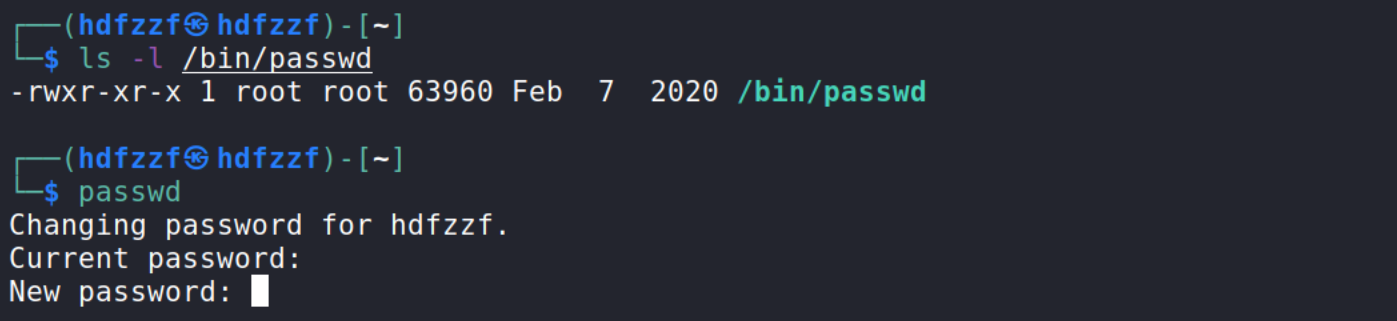 ┌──(hdfzzf㉿hdfzzf)-[~]
└─$ ls -l /bin/passwd
-rwxr-xr-x 1 root root 63960 Feb  7  2020 /bin/passwd
┌──(hdfzzf㉿hdfzzf)-[~]
└─$ passwd
Changing password for hdfzzf.
Current password:
New password: